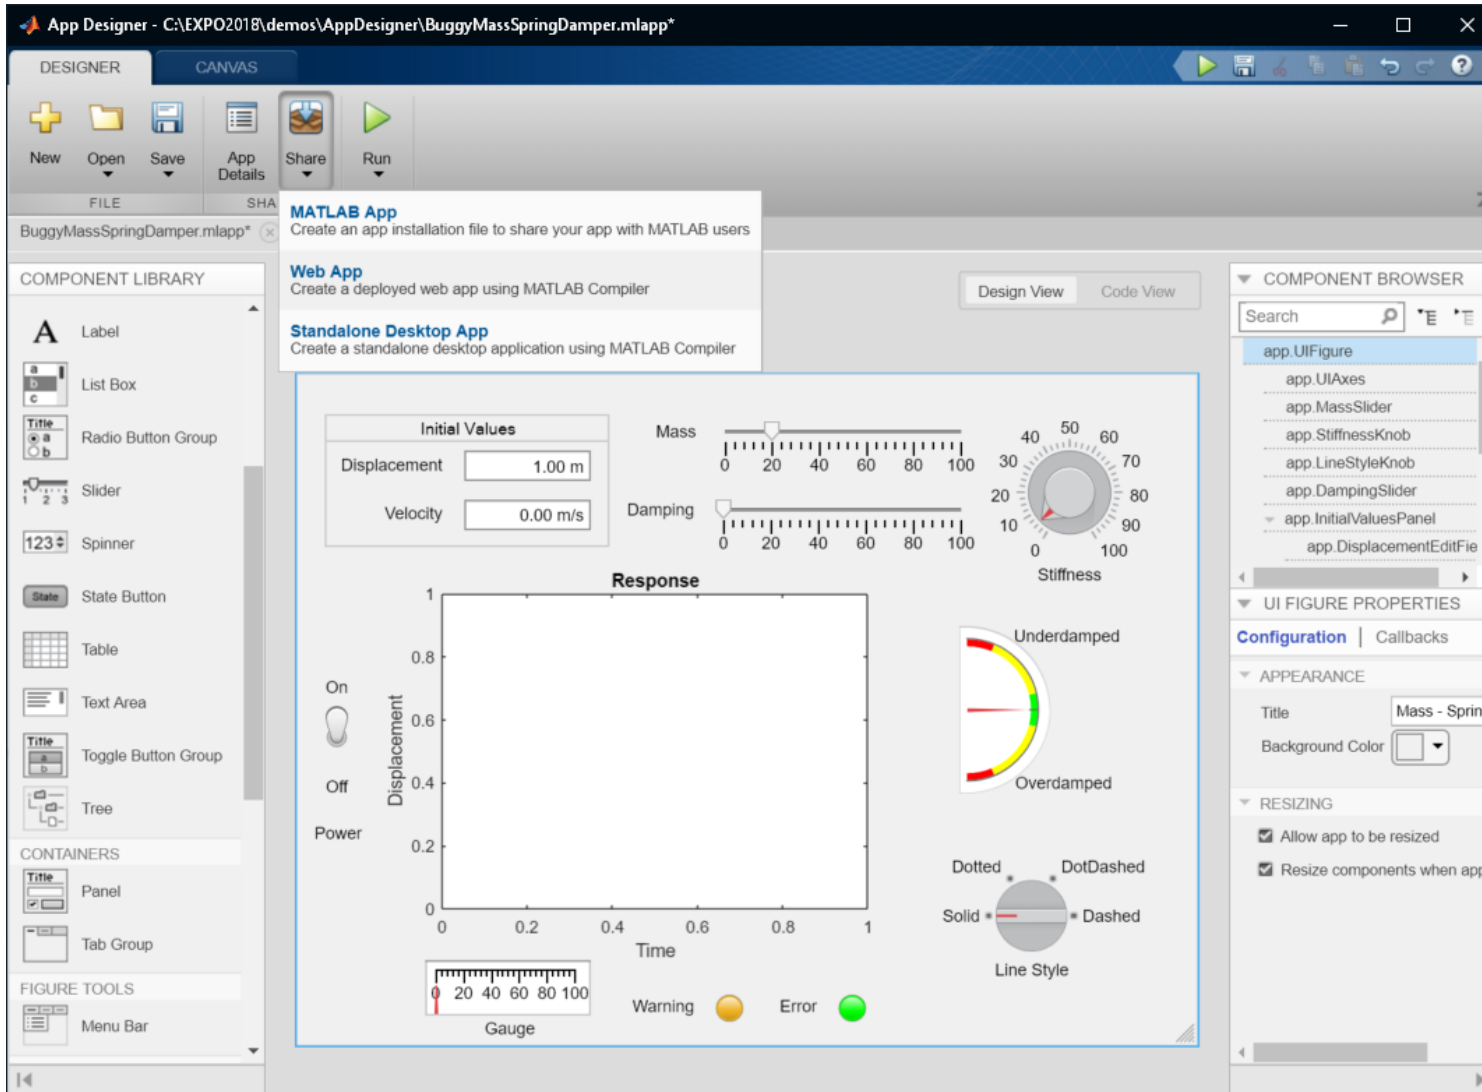 App Designer - C:\EXPO2018\demos\AppDesigner\BuggyMassSpringDamper.mlapp*
DESIGNER
CANVAS
New
Open
Save
App
Details
Share
Run
FILE
SHA
MATLAB App
Create an app installation file to share your app with MATLAB users
Web App
Create a deployed web app using MATLAB Compiler
Standalone Desktop App
Create a standalone desktop application using MATLAB Compiler
BuggyMassSpringDamper.mlapp*
COMPONENT LIBRARY
A Label
a
b
c
List Box
Title
a
b
Radio Button Group
1 2 3
Slider
123 Spinner
State State Button
Table
Text Area
Title
a
b
Toggle Button Group
Tree
CONTAINERS
Title
Panel
Tab Group
FIGURE TOOLS
Menu Bar
Design View Code View
Initial Values
Displacement 1.00 m
Velocity 0.00 m/s
Mass
0 20 40 60 80 100
Damping
0 20 40 60 80 100
0 10 20 30 40 50 60 70 80 90 100
Stiffness
Response
1
0.8
0.6
0.4
0.2
0
Displacement
0 0.2 0.4 0.6 0.8 1
Time
On
Off
Power
Underdamped
Overdamped
Dotted DotDashed
Solid Dashed
Line Style
0 20 40 60 80 100
Gauge
Warning
Error
COMPONENT BROWSER
Search
app.UIFigure
app.UIAxes
app.MassSlider
app.StiffnessKnob
app.LineStyleKnob
app.DampingSlider
app.InitialValuesPanel
app.DisplacementEditFie
UI FIGURE PROPERTIES
Configuration | Callbacks
APPEARANCE
Title Mass - Sprin
Background Color
RESIZING
Allow app to be resized
Resize components when app